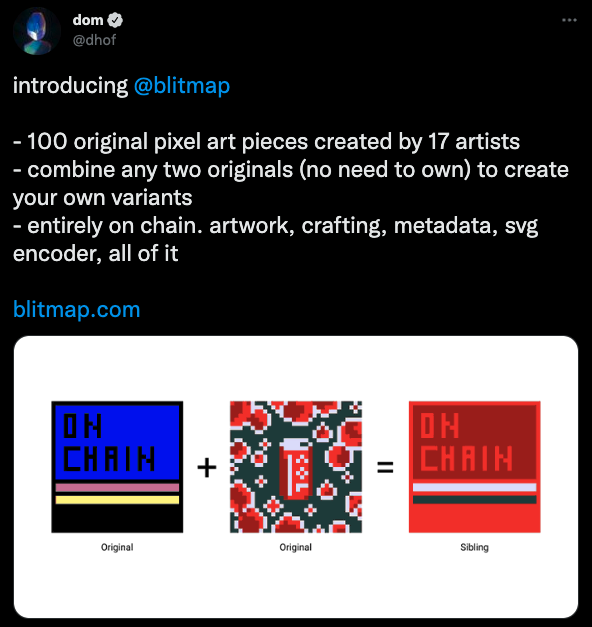 dom
@dhof
introducing @blitmap
- 100 original pixel art pieces created by 17 artists
- combine any two originals (no need to own) to create
your own variants
- entirely on chain. artwork, crafting, metadata, svg
encoder, all of it
blitmap.com
ON
CHAIN
+
=
ON
CHAIN
Original
Original
Sibling